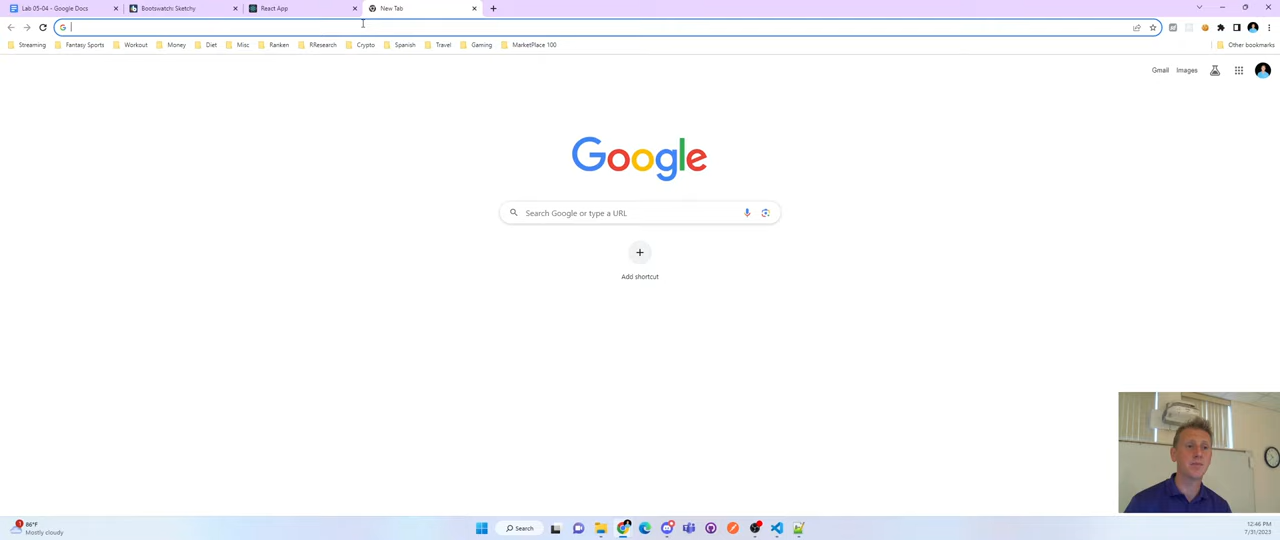 Lab 05-04 - Google Docs
Bootswatch: Sketchy
React App
New Tab
Streaming
Fantasy Sports
Workout
Money
Diet
Misc
Ranken
RResearch
Crypto
Spanish
Travel
Gaming
MarketPlace 100
Other bookmarks
Gmail
Images
Google
Search Google or type a URL
Add shortcut
1
86°F
Mostly cloudy
Search
12:46 PM
7/31/2023